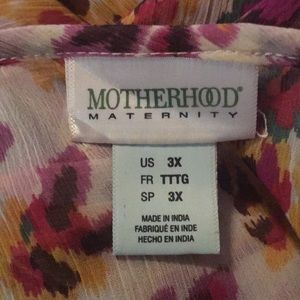 MOTHERHOOD®
MATERNITY
US 3X
FR TTTG
SP 3X
MADE IN INDIA
FABRIQUÉ EN INDE
HECHO EN INDIA